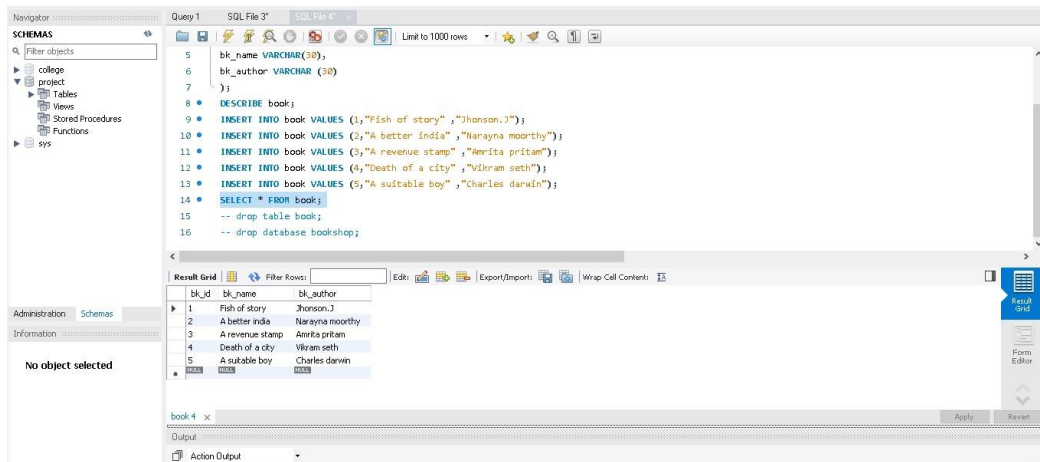 Navigator
Query 1 SQL File 3* SQL File 4* ×
SCHEMAS
Filter objects
college
project
Tables
Views
Stored Procedures
Functions
sys
Limit to 1000 rows
5 bk_name VARCHAR(30),
6 bk_author VARCHAR (30)
7 );
8 DESCRIBE book;
9 INSERT INTO book VALUES (1,"Fish of story" ,"Jhonson.J");
10 INSERT INTO book VALUES (2,"A better india" ,"Narayna moorthy");
11 INSERT INTO book VALUES (3,"A revenue stamp" ,"Amrita pritam");
12 INSERT INTO book VALUES (4,"Death of a city" ,"Vikram seth");
13 INSERT INTO book VALUES (5,"A suitable boy" ,"Charles darwin");
14 SELECT * FROM book;
15 -- drop table book;
16 -- drop database bookshop;
Result Grid Filter Rows: Edit: Export/Import: Wrap Cell Content:
bk_id bk_name bk_author
1 Fish of story Jhonson.J
2 A better india Narayna moorthy
3 A revenue stamp Amrita pritam
4 Death of a city Vikram seth
5 A suitable boy Charles darwin
NULL NULL NULL
Result
Grid
Form
Editor
Administration Schemas
Information
No object selected
book 4 × Apply Revert
Output
Action Output